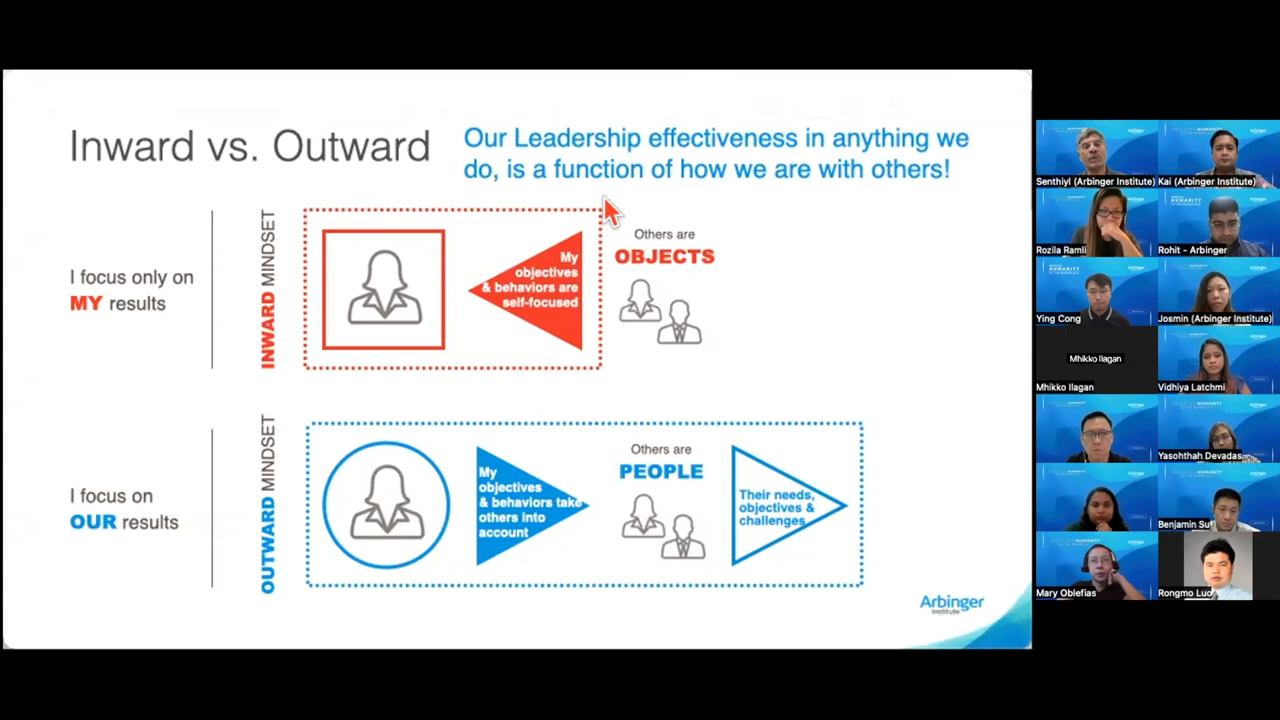 Inward vs. Outward
Our Leadership effectiveness in anything we
do, is a function of how we are with others!
I focus only on
MY results
INWARD MINDSET
My
objectives
& behaviors are
self-focused
Others are
OBJECTS
I focus on
OUR results
OUTWARD MINDSET
My
objectives
& behaviors take
others into
account
Others are
PEOPLE
Their needs,
objectives &
challenges
Arbinger
Institute
Senthiyl (Arbinger Institute)
Kai (Arbinger Institute)
Rozila Ramli
Rohit - Arbinger
Ying Cong
Josmin (Arbinger Institute)
Mhikko Ilagan
Mhikko Ilagan
Vidhiya Latchmi
Yasohthah Devadas
Benjamin Su
Mary Oblefias
Rongmo Luo